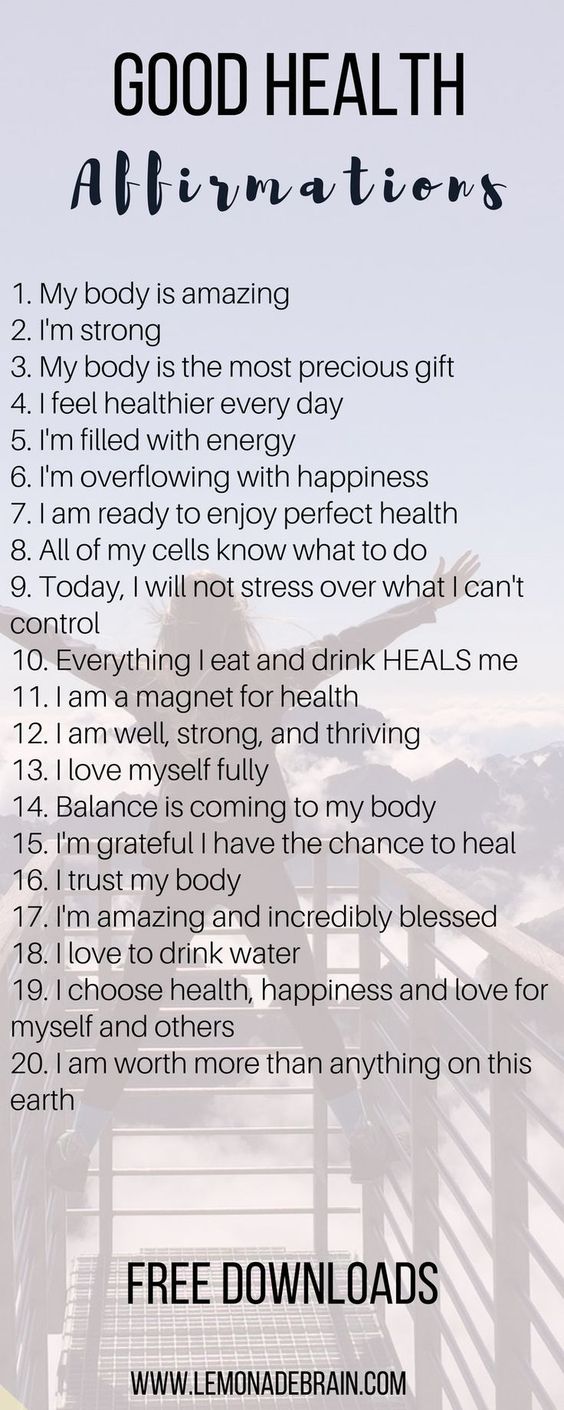 GOOD HEALTH
Affirmations
1. My body is amazing
2. I'm strong
3. My body is the most precious gift
4. I feel healthier every day
5. I'm filled with energy
6. I'm overflowing with happiness
7. I am ready to enjoy perfect health
8. All of my cells know what to do
9. Today, I will not stress over what I can't
control
10. Everything I eat and drink HEALS me
11. I am a magnet for health
12. I am well, strong, and thriving
13. I love myself fully
14. Balance is coming to my body
15. I'm grateful I have the chance to heal
16. I trust my body
17. I'm amazing and incredibly blessed
18. I love to drink water
19. I choose health, happiness and love for
myself and others
20. I am worth more than anything on this
earth
FREE DOWNLOADS
WWW.LEMONADEBRAIN.COM